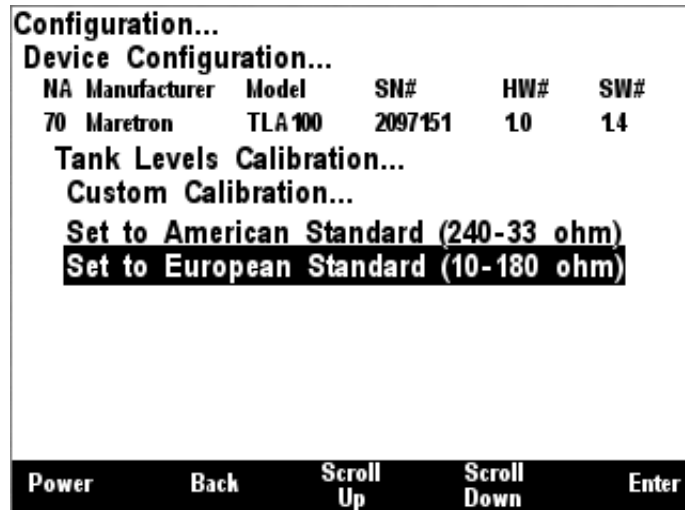 Configuration...
Device Configuration...
NA Manufacturer Model SN# HW# SW#
70 Maretron TLA100 2097151 1.0 1.4
Tank Levels Calibration...
Custom Calibration...
Set to American Standard (240-33 ohm)
Set to European Standard (10-180 ohm)
Power Back Scroll Up Scroll Down Enter